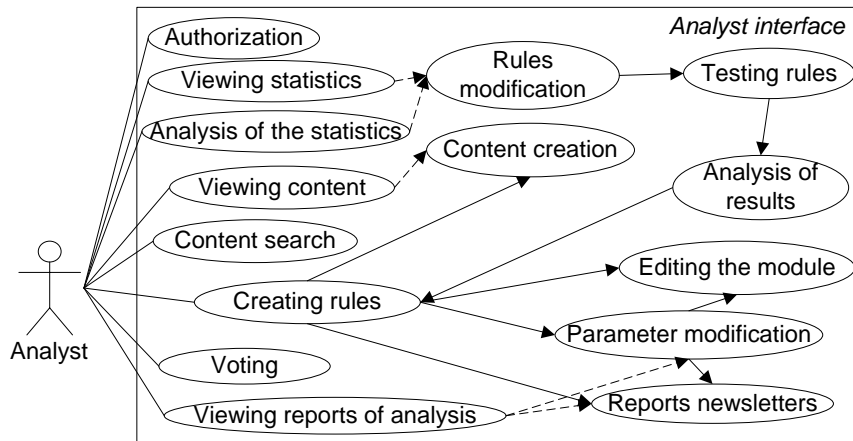 Analyst interface
Authorization
Viewing statistics
Rules
modification
Testing rules
Analysis of the statistics
Content creation
Viewing content
Analysis of
results
Content search
Editing the module
Creating rules
Parameter modification
Analyst
Voting
Viewing reports of analysis
Reports newsletters